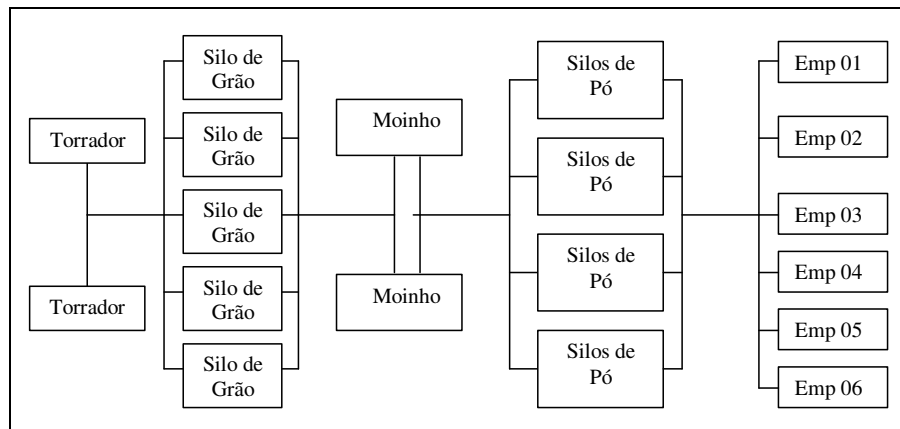 Torrador
Torrador
Silo de
Grão
Silo de
Grão
Silo de
Grão
Silo de
Grão
Silo de
Grão
Moinho
Moinho
Silos de
Pó
Silos de
Pó
Silos de
Pó
Silos de
Pó
Emp 01
Emp 02
Emp 03
Emp 04
Emp 05
Emp 06